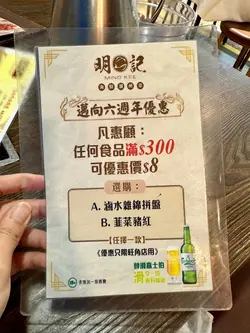 明記
MING KEE
邁向六週年優惠
凡惠顧：
任何食品滿$300
可優惠價$8
選購：
A. 滷水雜錦拼盤
B. 韮菜豬紅
【任擇一款】
(優惠只限旺角店用)